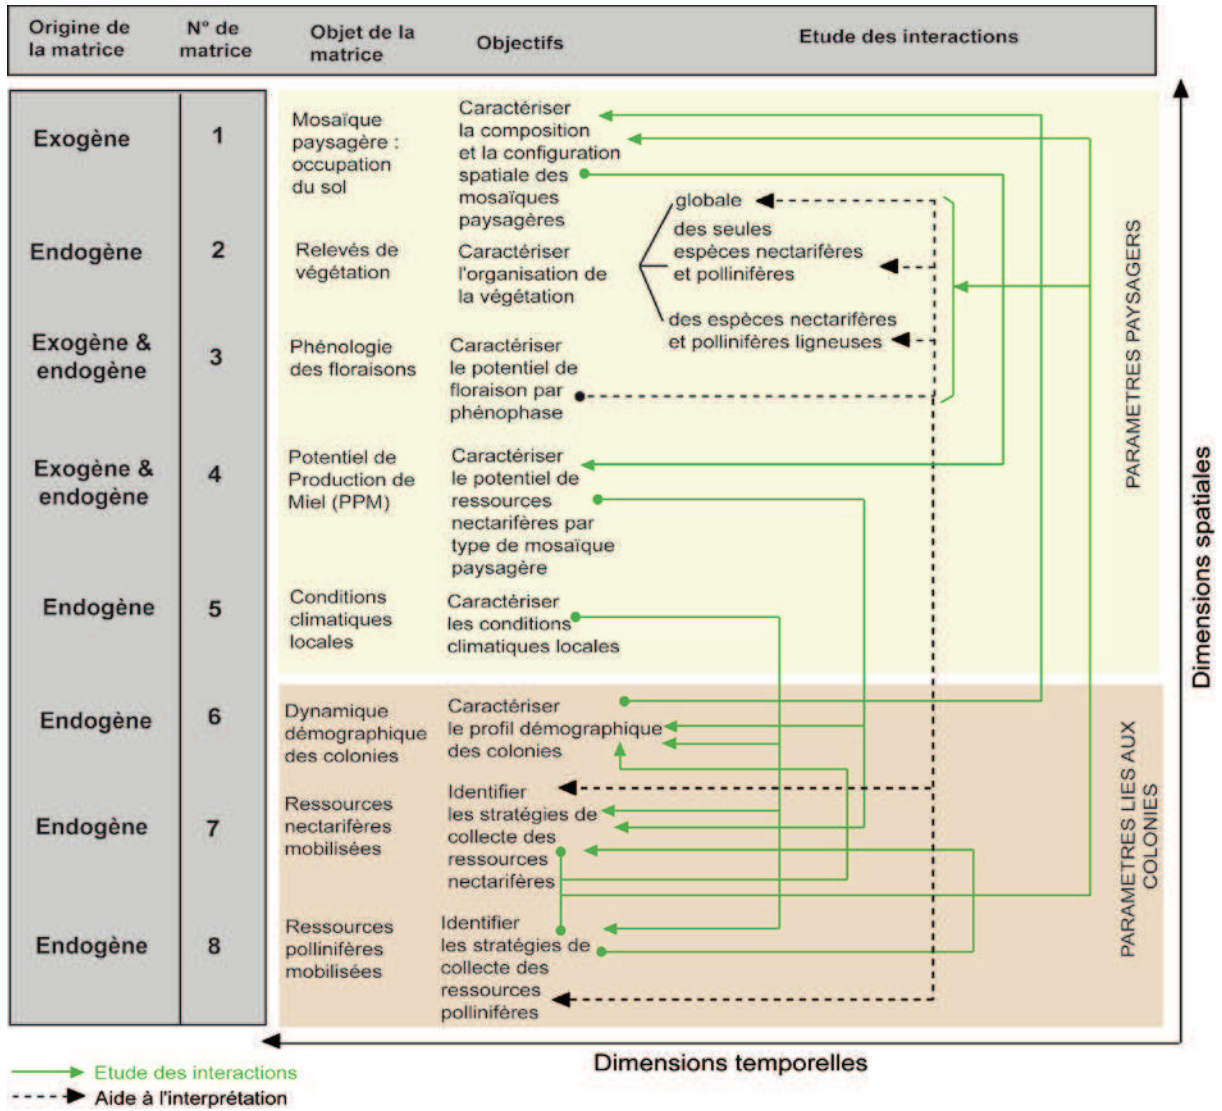 Origine de
la matrice
N° de
matrice
Objet de la
matrice
Objectifs
Etude des interactions
Exogène
1
Mosaïque
paysagère :
occupation
du sol
Caractériser
la composition
et la configuration
spatiale des
mosaïques
paysagères
Endogène
2
Relevés de
végétation
Caractériser
l'organisation de
la végétation
globale
des seules
espèces nectarifères
et pollinifères
des espèces nectarifères
et pollinifères ligneuses
Exogène &
endogène
3
Phénologie
des floraisons
Caractériser
le potentiel de
floraison par
phénophase
Exogène &
endogène
4
Potentiel de
Production de
Miel (PPM)
Caractériser
le potentiel de
ressources
nectarifères par
type de mosaïque
paysagère
Endogène
5
Conditions
climatiques
locales
Caractériser
les conditions
climatiques locales
PARAMETRES PAYSAGERS
Endogène
6
Dynamique
démographique
des colonies
Caractériser
le profil démographique
des colonies
Endogène
7
Ressources
nectarifères
mobilisées
Identifier
les stratégies de
collecte des
ressources
nectarifères
Endogène
8
Ressources
pollinifères
mobilisées
Identifier
les stratégies de
collecte des
ressources
pollinifères
PARAMETRES LIES AUX
COLONIES
Dimensions spatiales
Dimensions temporelles
Etude des interactions
Aide à l'interprétation